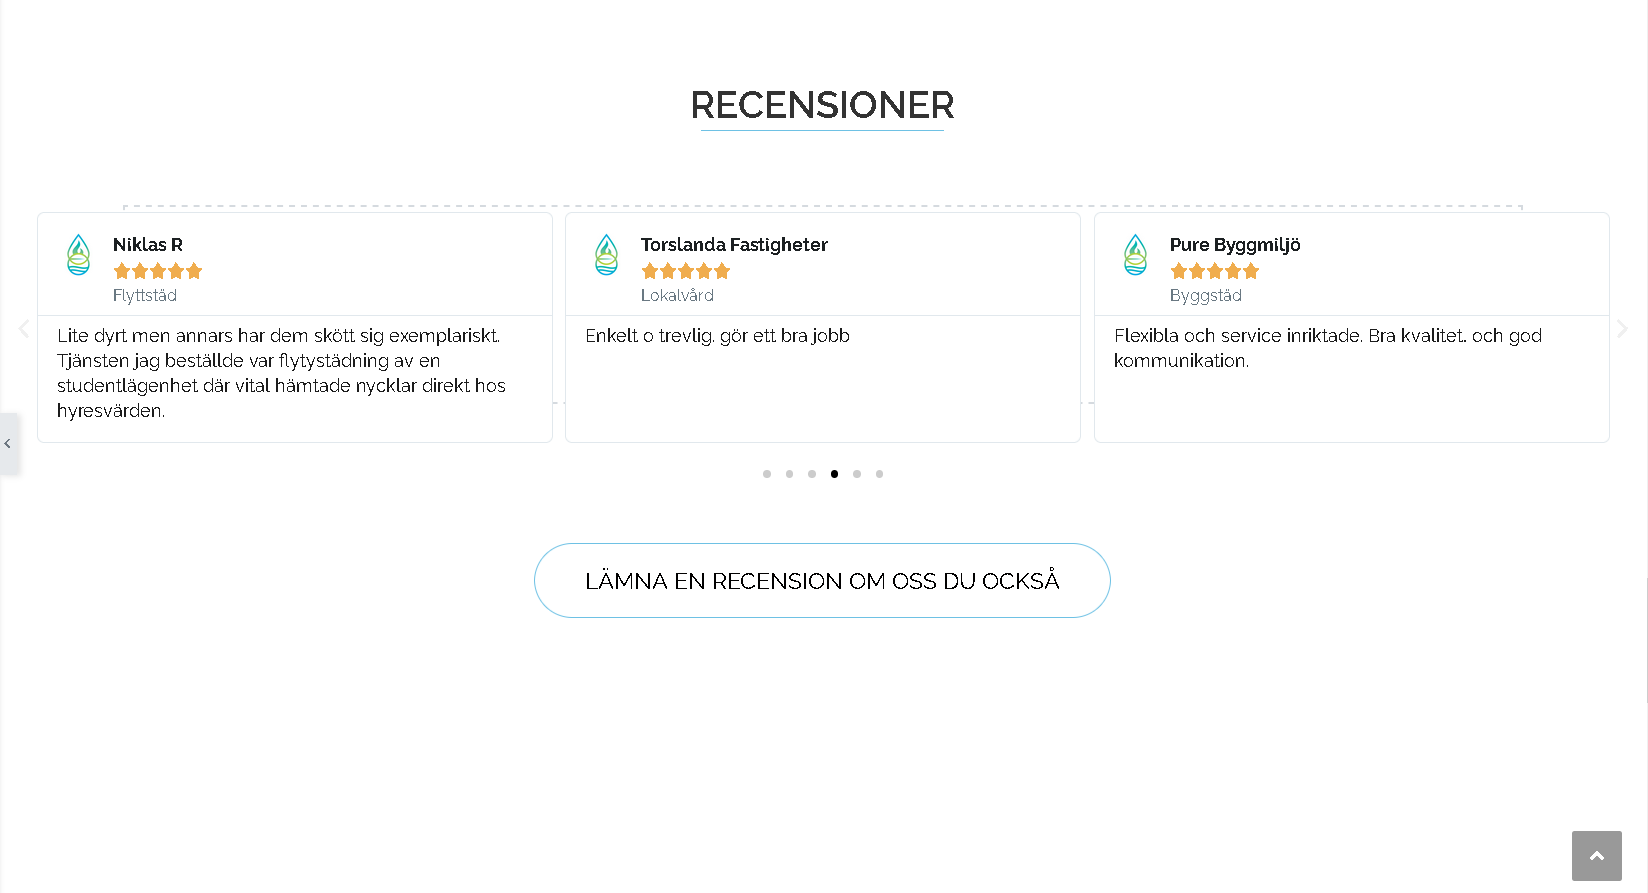 RECENSIONER
Niklas R
Flyttstäd
Lite dyrt men annars har dem skött sig exemplariskt.
Tjänsten jag beställde var flytystädning av en
studentlägenhet där vital hämtade nycklar direkt hos
hyresvärden.
Torslanda Fastigheter
Lokalvård
Enkelt o trevlig. gör ett bra jobb
Pure Byggmiljö
Byggstäd
Flexibla och service inriktade. Bra kvalitet.. och god
kommunikation.
LÄMNA EN RECENSION OM OSS DU OCKSÅ